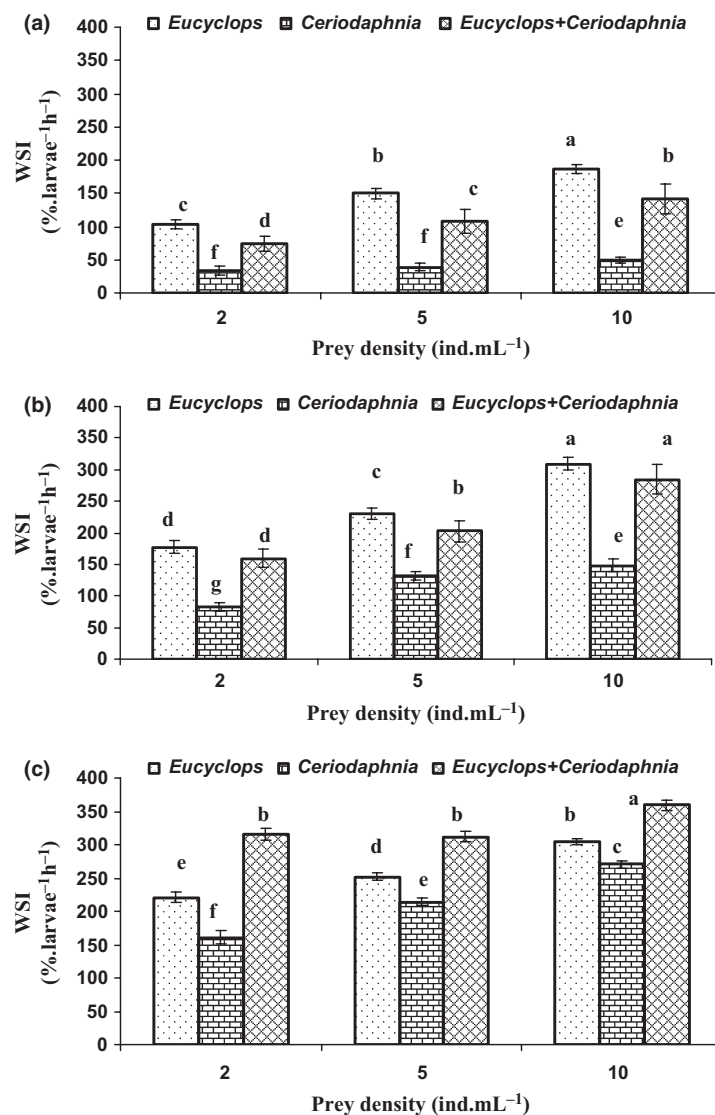 (a)
Eucyclops Ceriodaphnia Eucyclops+Ceriodaphnia
400
350
300
250
200
150
100
50
0
WSI
(%.larvae⁻¹h⁻¹)
c f d b f c a e b
2 5 10
Prey density (ind.mL⁻¹)
(b)
Eucyclops Ceriodaphnia Eucyclops+Ceriodaphnia
400
350
300
250
200
150
100
50
0
WSI
(%.larvae⁻¹h⁻¹)
d g d c f b a e a
2 5 10
Prey density (ind.mL⁻¹)
(c)
Eucyclops Ceriodaphnia Eucyclops+Ceriodaphnia
400
350
300
250
200
150
100
50
0
WSI
(%.larvae⁻¹h⁻¹)
e f b d e b b c a
2 5 10
Prey density (ind.mL⁻¹)